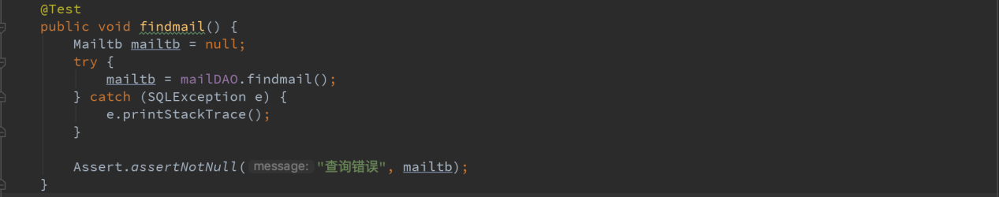 @Test
public void findmail() {
Mailtb mailtb = null;
try {
mailtb = mailDAO.findmail();
} catch (SQLException e) {
e.printStackTrace();
}
Assert.assertNotNull( message: "查询错误", mailtb);
}